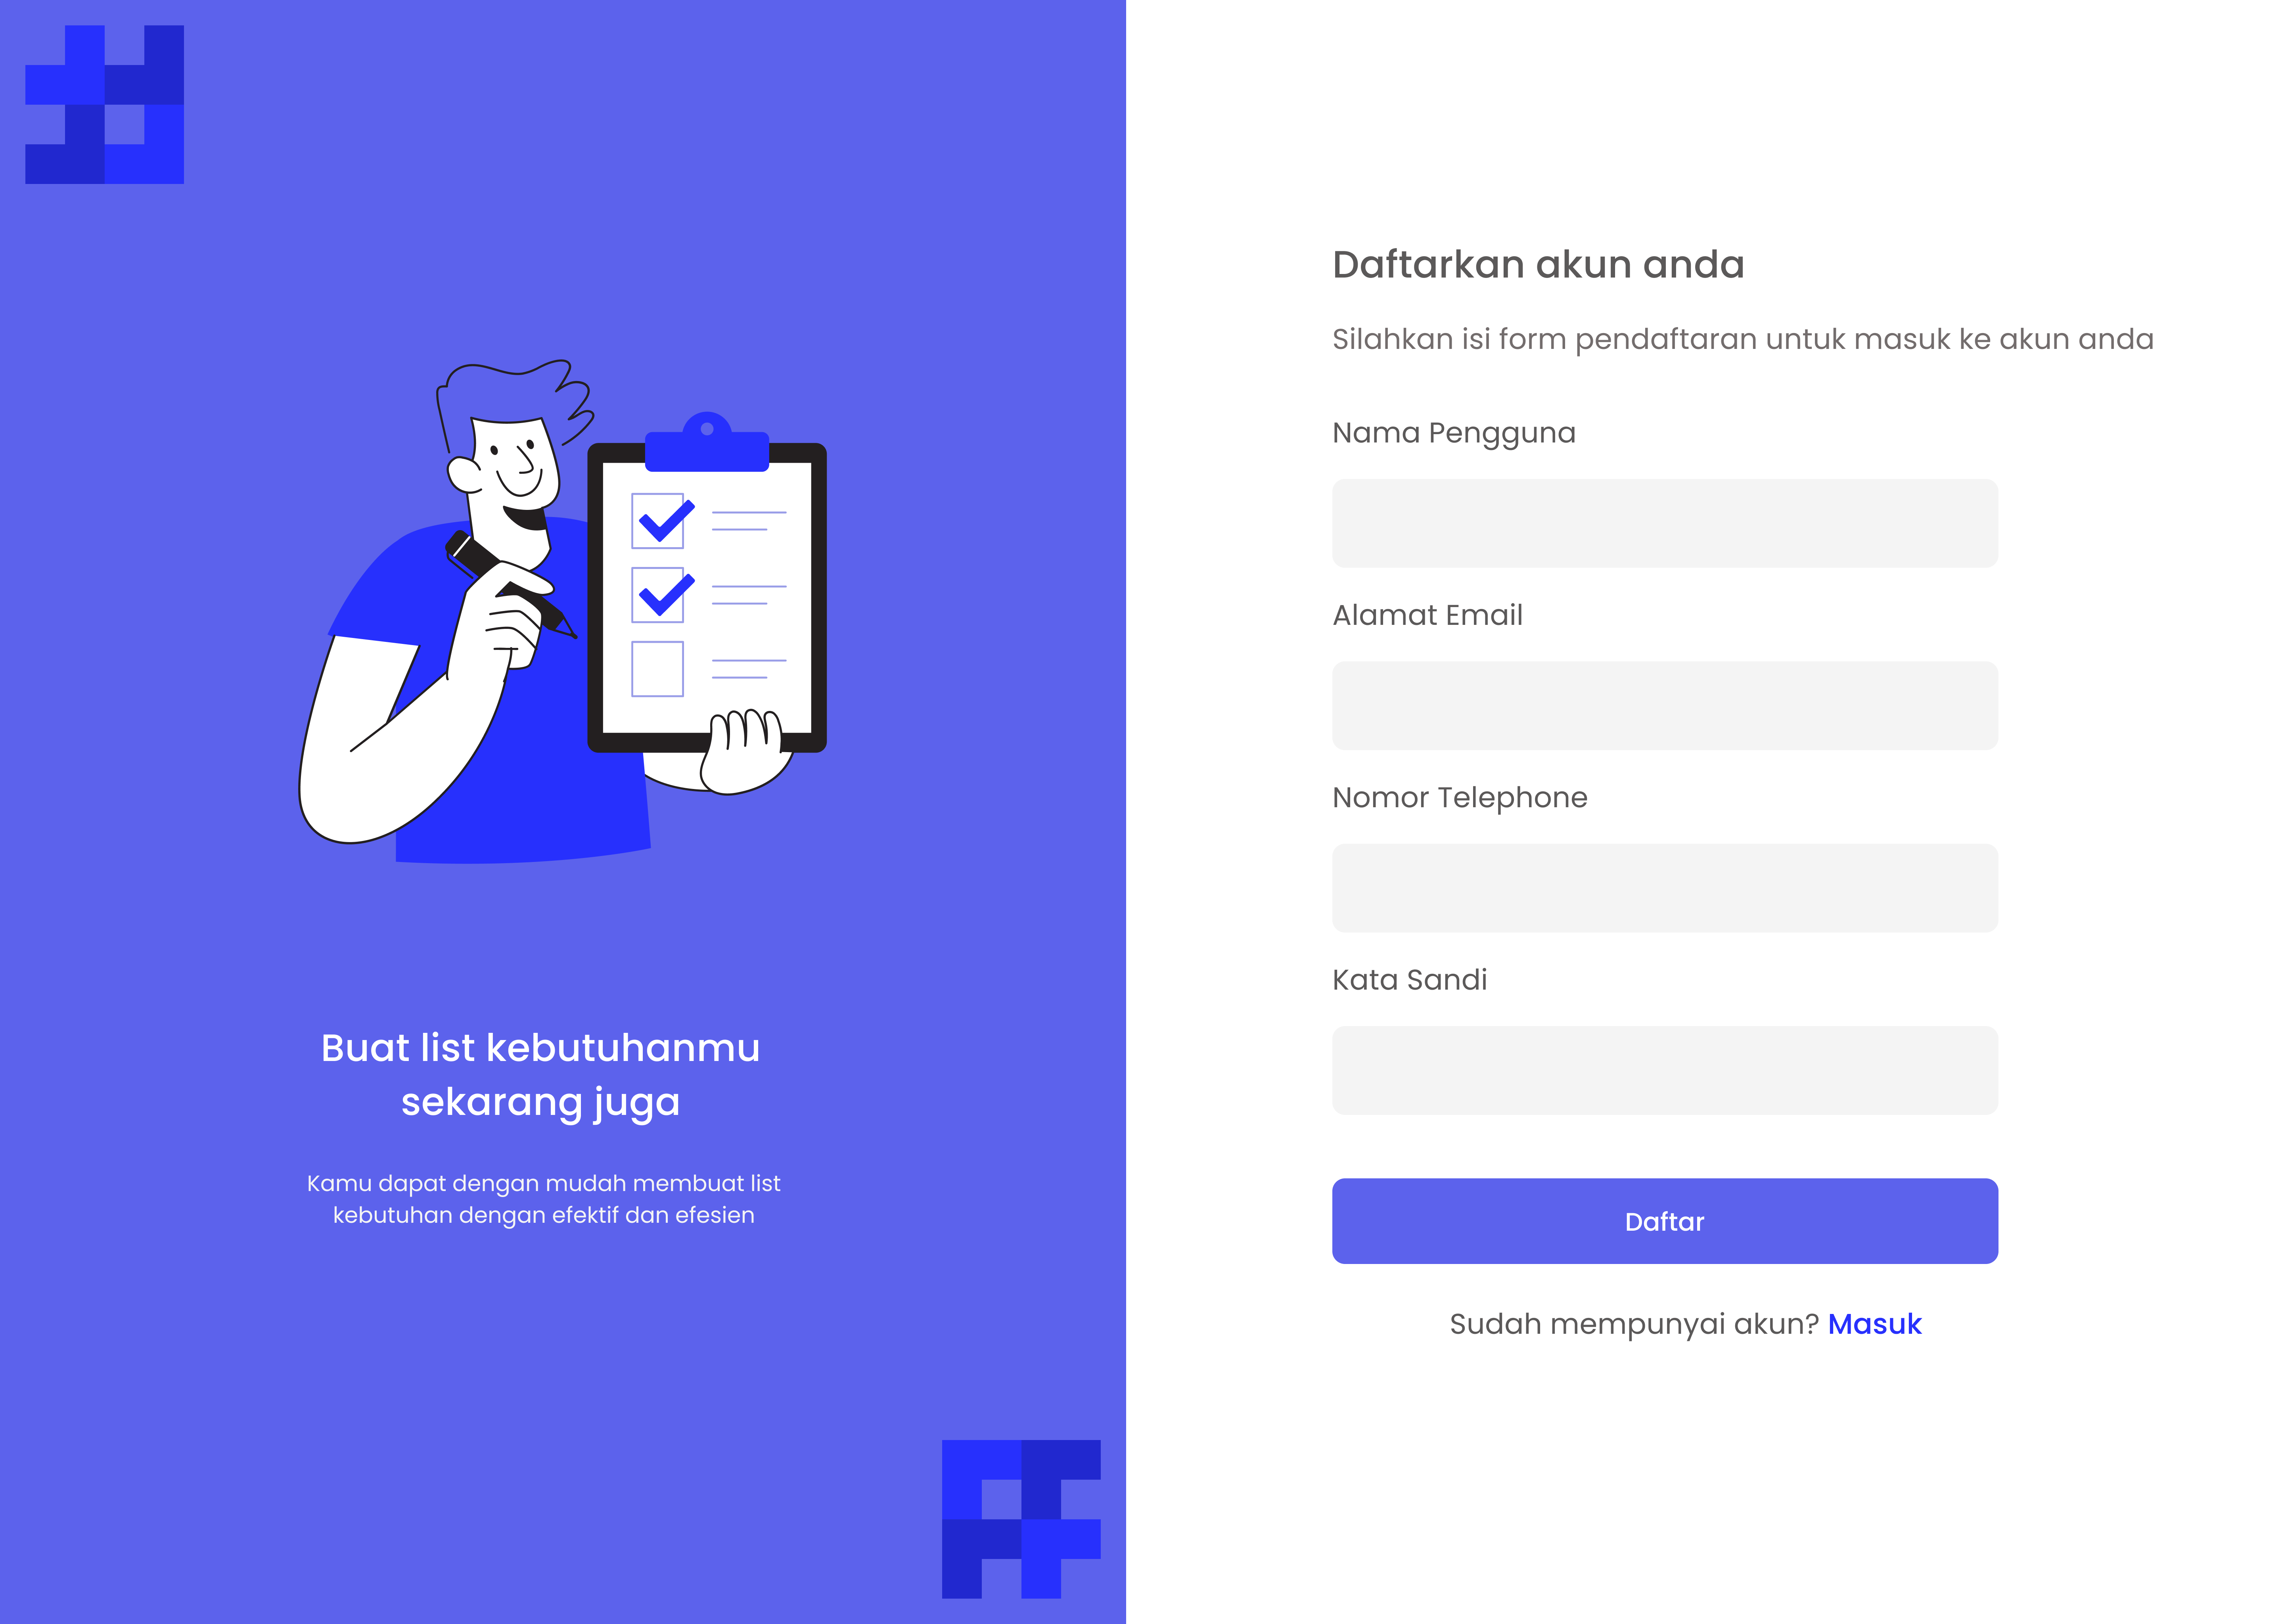 Buat list kebutuhanmu
sekarang juga
Kamu dapat dengan mudah membuat list
kebutuhan dengan efektif dan efesien
Daftarkan akun anda
Silahkan isi form pendaftaran untuk masuk ke akun anda
Nama Pengguna
Alamat Email
Nomor Telephone
Kata Sandi
Daftar
Sudah mempunyai akun? Masuk